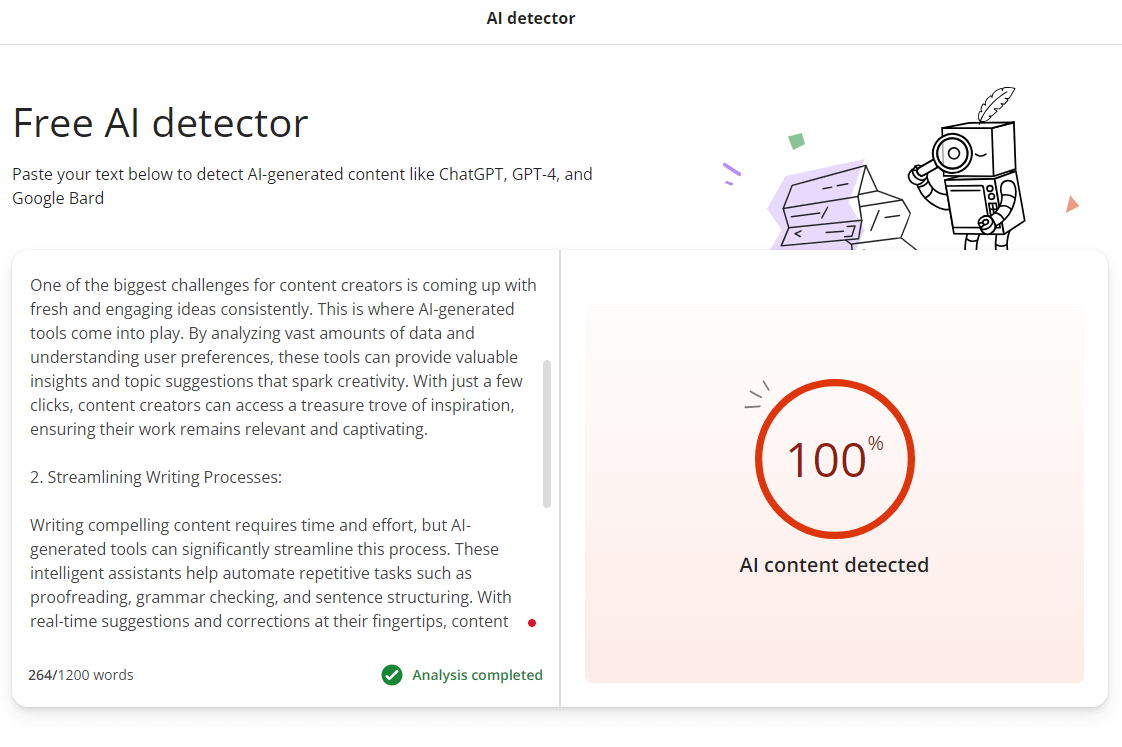 AI detector
Free AI detector
Paste your text below to detect AI-generated content like ChatGPT, GPT-4, and
Google Bard
One of the biggest challenges for content creators is coming up with
fresh and engaging ideas consistently. This is where AI-generated
tools come into play. By analyzing vast amounts of data and
understanding user preferences, these tools can provide valuable
insights and topic suggestions that spark creativity. With just a few
clicks, content creators can access a treasure trove of inspiration,
ensuring their work remains relevant and captivating.
2. Streamlining Writing Processes:
Writing compelling content requires time and effort, but AI-
generated tools can significantly streamline this process. These
intelligent assistants help automate repetitive tasks such as
proofreading, grammar checking, and sentence structuring. With
real-time suggestions and corrections at their fingertips, content
264/1200 words
Analysis completed
100%
AI content detected